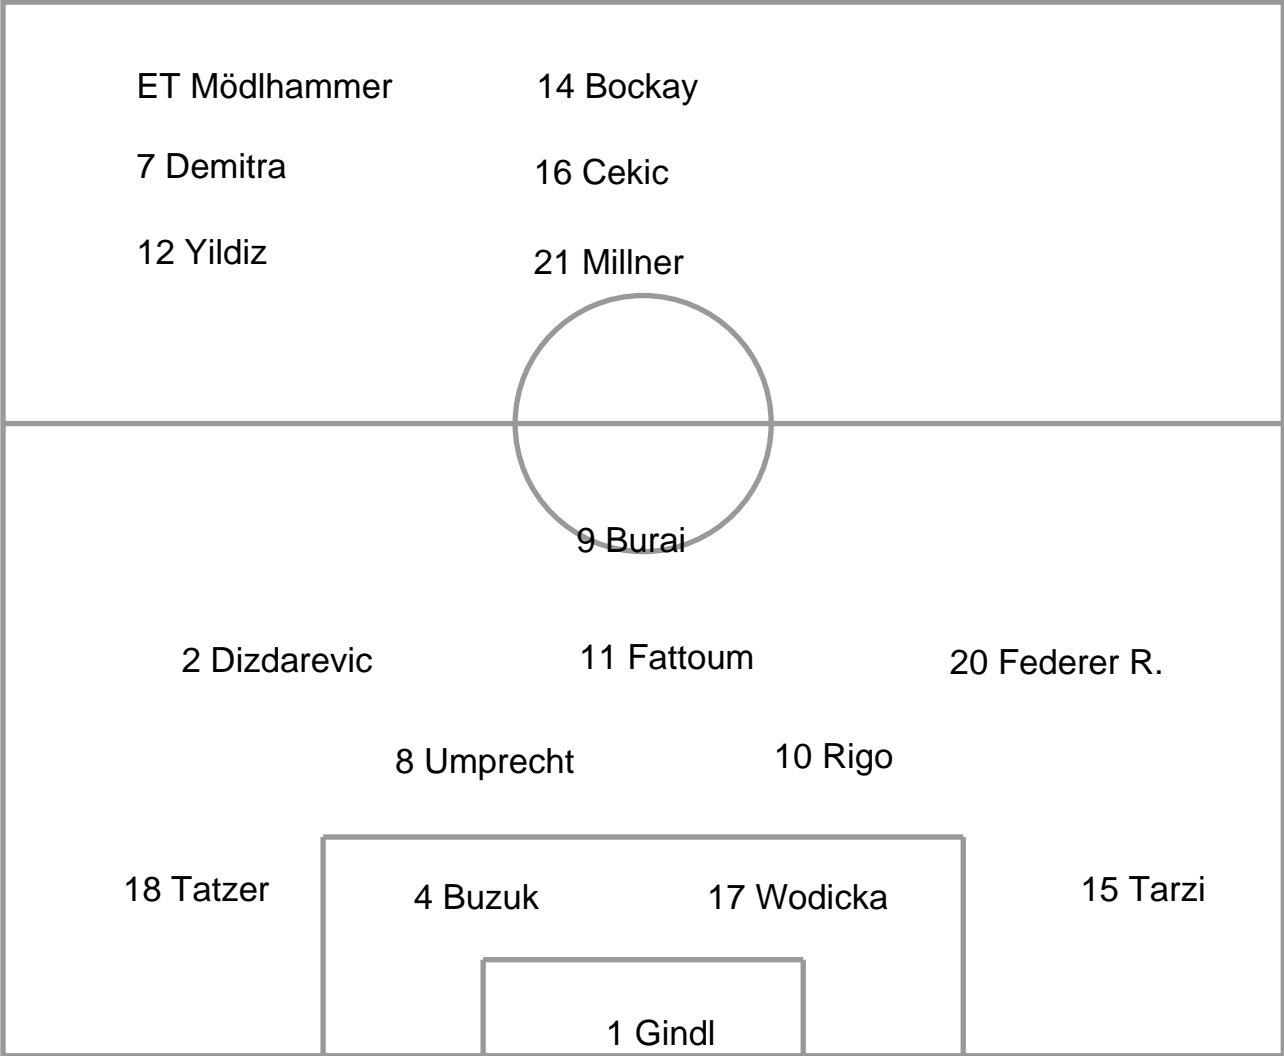 ET Mödlhammer
14 Bockay
7 Demitra
16 Cekic
12 Yildiz
21 Millner
9 Burai
2 Dizdarevic
11 Fattoum
20 Federer R.
8 Umprecht
10 Rigo
18 Tatzer
4 Buzuk
17 Wodicka
15 Tarzi
1 Gindl